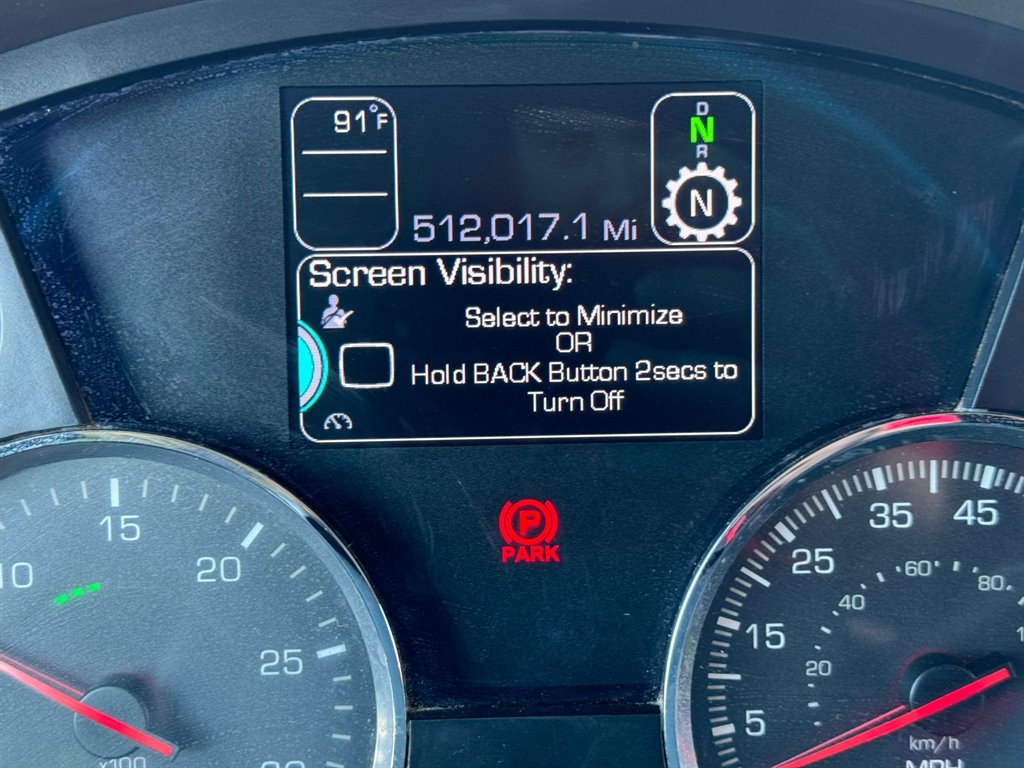 91°F
D
N
R
N
512,017.1 Mi
Screen Visibility:
Select to Minimize
OR
Hold BACK Button 2secs to
Turn Off
P
PARK
10
15
20
25
x100
5
15
25
35
45
20
40
60
80
km/h
MPH